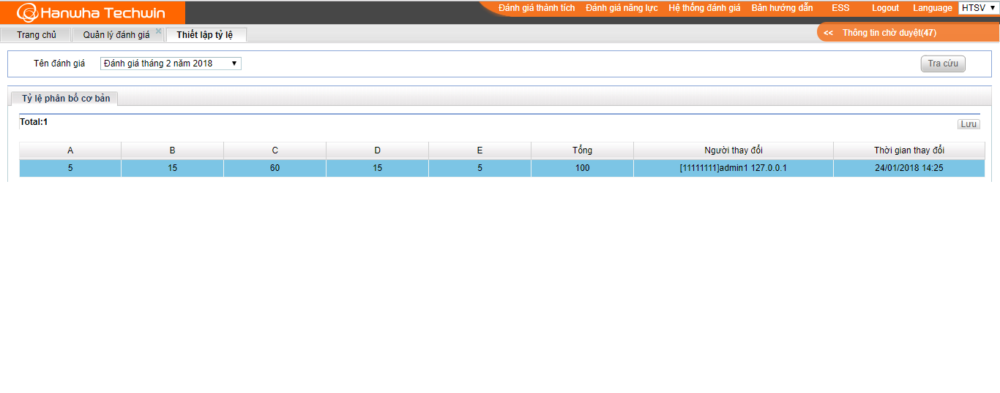 Hanwha Techwin
Đánh giá thành tích Đánh giá năng lực Hệ thống đánh giá Bản hướng dẫn ESS Logout Language HTSV
Trang chủ Quản lý đánh giá Thiết lập tỷ lệ << Thông tin chờ duyệt(47)
Tên đánh giá Đánh giá tháng 2 năm 2018 Tra cứu
Tỷ lệ phân bố cơ bản
Total:1
Lưu
A B C D E Tổng Người thay đổi Thời gian thay đổi
5 15 60 15 5 100 [11111111]admin1 127.0.0.1 24/01/2018 14:25